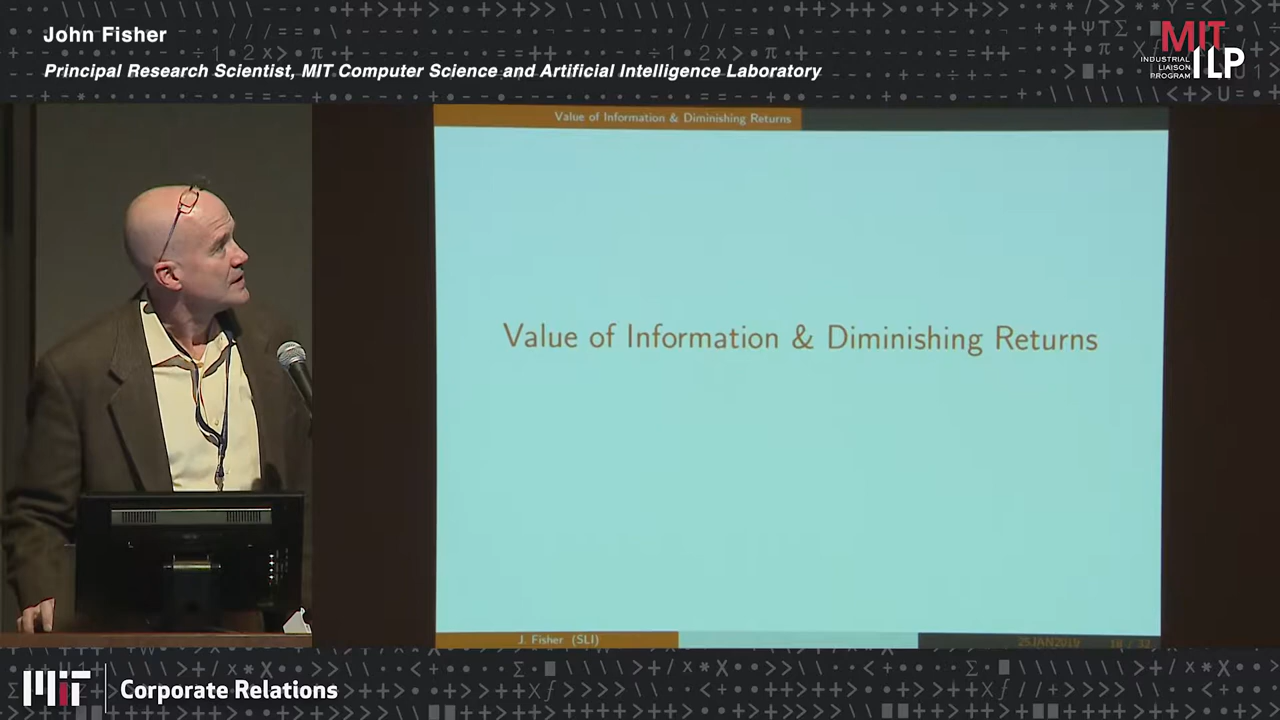 John Fisher
Principal Research Scientist, MIT Computer Science and Artificial Intelligence Laboratory
MIT
INDUSTRIAL
LIAISON
PROGRAM
ILP
Value of Information & Diminishing Returns
Value of Information & Diminishing Returns
J. Fisher (SLI)
25JAN2019
MIT
Corporate Relations